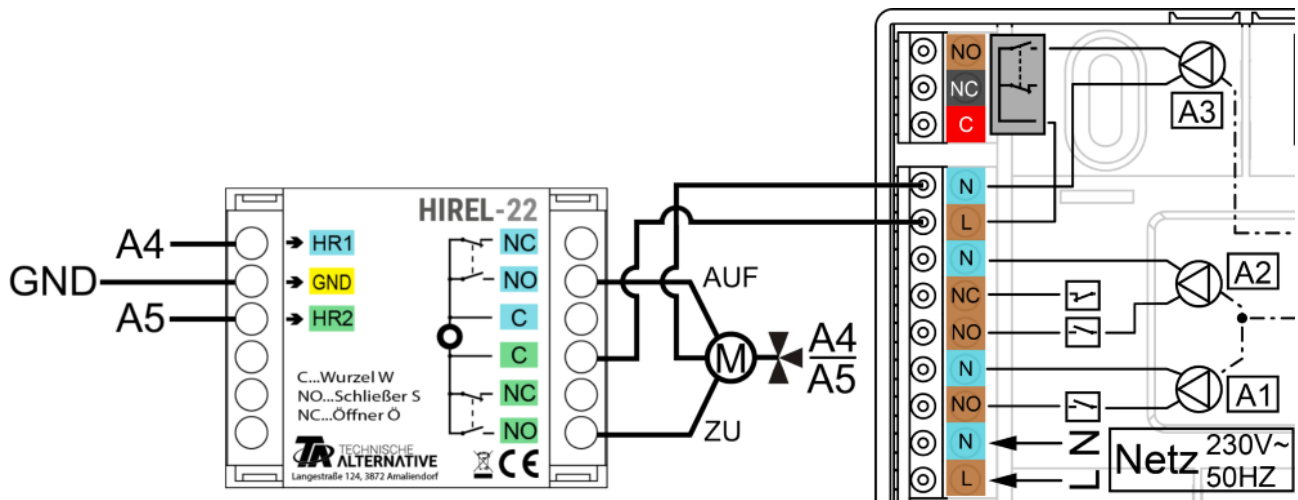 HIREL-22
A4
HR1
NC
GND
GND
NO
A5
HR2
C
C
NC
NO
C...Wurzel W
NO...Schließer S
NC...Öffner Ö
TA TECHNISCHE
ALTERNATIVE
Langestraße 124, 3872 Amaliendorf
CE
AUF
M
A4
A5
ZU
NO
NC
C
A3
N
L
N
NC
NO
A2
N
NO
A1
N
L
N
L
Netz 230V~
50HZ